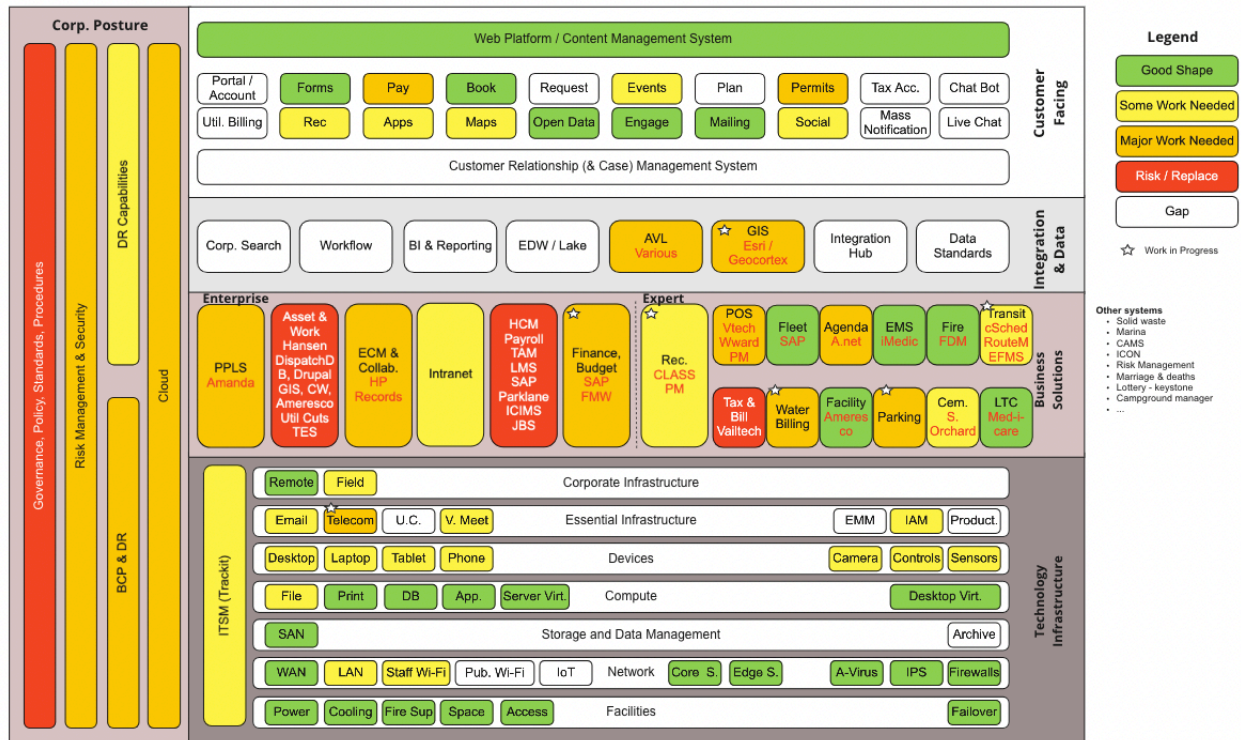 Corp. Posture
Governance, Policy, Standards, Procedures
Risk Management & Security
DR Capabilities
BCP & DR
Cloud
Web Platform / Content Management System
Portal /
Account
Forms
Pay
Book
Request
Events
Plan
Permits
Tax Acc.
Chat Bot
Util. Billing
Rec
Apps
Maps
Open Data
Engage
Mailing
Social
Mass
Notification
Live Chat
Customer Relationship (& Case) Management System
Customer
Facing
Corp. Search
Workflow
BI & Reporting
EDW / Lake
AVL
Various
GIS
Esri /
Geocortex
Integration
Hub
Data
Standards
Integration
& Data
Enterprise
PPLS
Amanda
Asset &
Work
Hansen
DispatchD
B, Drupal
GIS, CW,
Ameresco
Util Cuts
TES
ECM &
Collab.
HP
Records
Intranet
HCM
Payroll
TAM
LMS
SAP
Parklane
ICIMS
JBS
Finance,
Budget
SAP
FMW
Expert
Rec.
CLASS
PM
POS
Vtech
Wward
PM
Fleet
SAP
Agenda
A.net
EMS
iMedic
Fire
FDM
Transit
cSched
RouteM
EFMS
Tax &
Bill
Vailtech
Water
Billing
Facility
Ameres
co
Parking
Cem.
S.
Orchard
LTC
Med-i-
care
Business
Solutions
ITSM (Trackit)
Remote
Field
Corporate Infrastructure
Email
Telecom
U.C.
V. Meet
Essential Infrastructure
EMM
IAM
Product.
Desktop
Laptop
Tablet
Phone
Devices
Camera
Controls
Sensors
File
Print
DB
App.
Server Virt.
Compute
Desktop Virt.
SAN
Storage and Data Management
Archive
WAN
LAN
Staff Wi-Fi
Pub. Wi-Fi
IoT
Network
Core S.
Edge S.
A-Virus
IPS
Firewalls
Power
Cooling
Fire Sup
Space
Access
Facilities
Failover
Technology
Infrastructure
Legend
Good Shape
Some Work Needed
Major Work Needed
Risk / Replace
Gap
Work in Progress
Other systems
• Solid waste
• Marina
• CAMS
• ICON
• Risk Management
• Marriage & deaths
• Lottery - keystone
• Campground manager
• ...